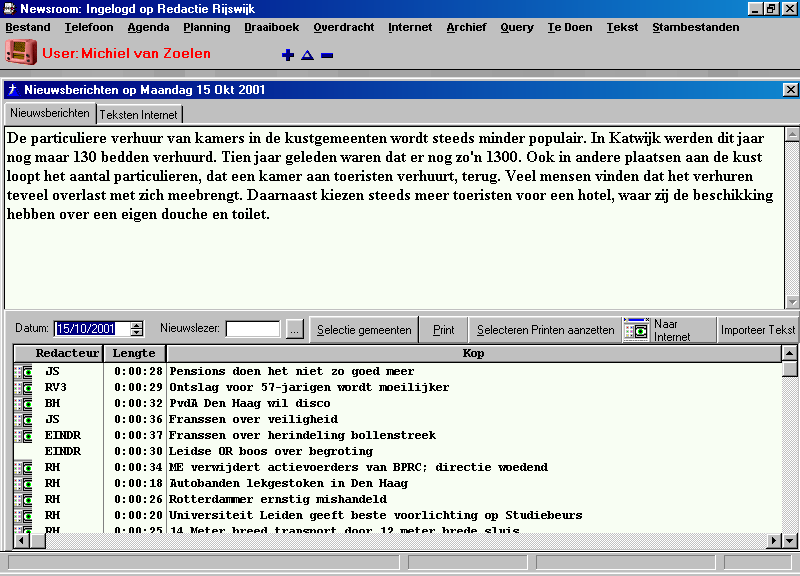 Newsroom: Ingelogd op Redactie Rijswijk
Bestand Telefoon Agenda Planning Draaiboek Overdracht Internet Archief Query Te Doen Tekst Stambestanden
User: Michiel van Zoelen
Nieuwsberichten op Maandag 15 Okt 2001
Nieuwsberichten Teksten Internet
De particuliere verhuur van kamers in de kustgemeenten wordt steeds minder populair. In Katwijk werden dit jaar
nog maar 130 bedden verhuurd. Tien jaar geleden waren dat er nog zo'n 1300. Ook in andere plaatsen aan de kust
loopt het aantal particulieren, dat een kamer aan toeristen verhuurt, terug. Veel mensen vinden dat het verhuren
teveel overlast met zich meebrengt. Daarnaast kiezen steeds meer toeristen voor een hotel, waar zij de beschikking
hebben over een eigen douche en toilet.
Datum: 15/10/2001 Nieuwslezer: ... Selectie gemeenten Print Selecteren Printen aanzetten Naar Internet Importeer Tekst
Redacteur Lengte Kop
JS 0:00:28 Pensions doen het niet zo goed meer
RV3 0:00:29 Ontslag voor 57-jarigen wordt moeilijker
BH 0:00:32 PvdA Den Haag wil disco
JS 0:00:36 Franssen over veiligheid
EINDR 0:00:37 Franssen over herindeling bollenstreek
EINDR 0:00:30 Leidse OR boos over begroting
RH 0:00:34 ME verwijdert actievoerders van BPRC; directie woedend
RH 0:00:18 Autobanden lekgestoken in Den Haag
RH 0:00:26 Rotterdammer ernstig mishandeld
RH 0:00:20 Universiteit Leiden geeft beste voorlichting op Studiebeurs
RH 0:00:25 14 Meter breed transport door 12 meter brede sluis